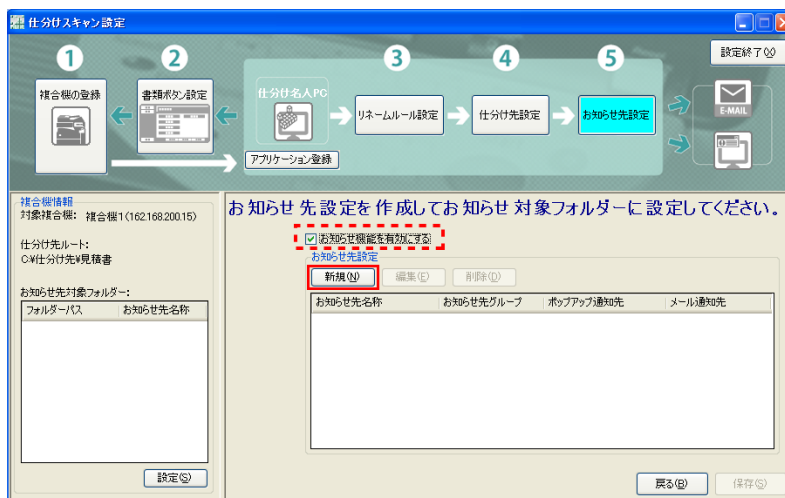 仕分けスキャン設定
1
2
3
4
5
設定終了(X)
複合機の登録
書類ボタン設定
仕分け名人PC
リネームルール設定
仕分け先設定
お知らせ先設定
E-MAIL
アプリケーション登録
複合機情報
対象複合機: 複合機1(162.168.200.15)
仕分け先ルート:
C:¥仕分け先¥見積書
お知らせ先対象フォルダー:
フォルダーパス お知らせ先名称
設定(S)
お知らせ先設定を作成してお知らせ対象フォルダーに設定してください。
お知らせ機能を有効にする
お知らせ先設定
新規(N) 編集(E) 削除(D)
お知らせ先名称 お知らせ先グループ ポップアップ通知先 メール通知先
戻る(B) 保存(S)